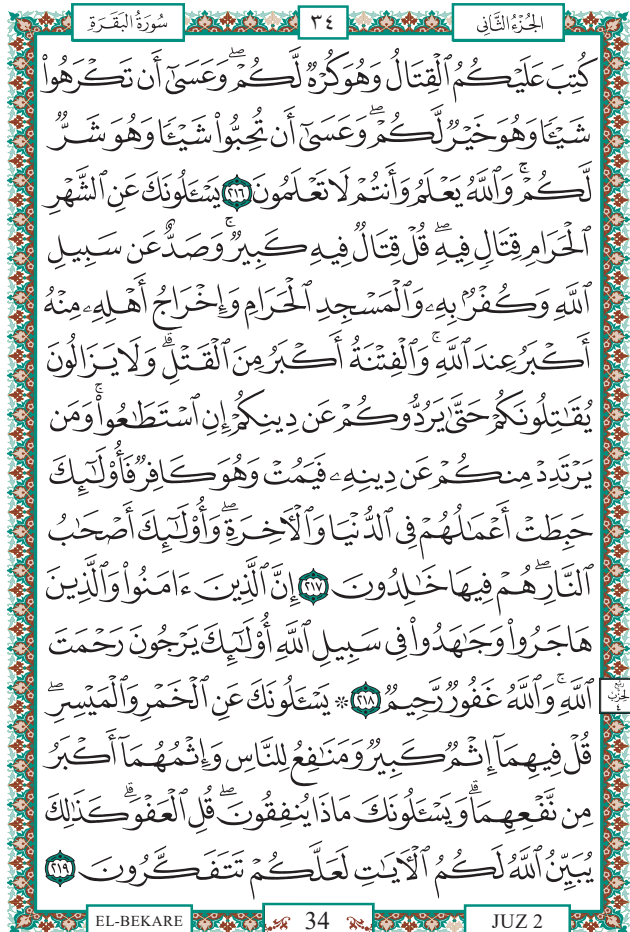 الجُزْءُ الثَّانِي
٣٤
سُورَةُ البَقَرَةِ
كُتِبَ عَلَيْكُمُ ٱلْقِتَالُ وَهُوَ كُرْهٌ لَّكُمْ ۖ وَعَسَىٰٓ أَن تَكْرَهُوا۟
شَيْـًٔا وَهُوَ خَيْرٌ لَّكُمْ ۖ وَعَسَىٰٓ أَن تُحِبُّوا۟ شَيْـًٔا وَهُوَ شَرٌّ
لَّكُمْ ۗ وَٱللَّهُ يَعْلَمُ وَأَنتُمْ لَا تَعْلَمُونَ ٢١٦ يَسْـَٔلُونَكَ عَنِ ٱلشَّهْرِ
ٱلْحَرَامِ قِتَالٍ فِيهِ ۖ قُلْ قِتَالٌ فِيهِ كَبِيرٌ ۖ وَصَدٌّ عَن سَبِيلِ
ٱللَّهِ وَكُفْرٌۢ بِهِۦ وَٱلْمَسْجِدِ ٱلْحَرَامِ وَإِخْرَاجُ أَهْلِهِۦ مِنْهُ
أَكْبَرُ عِندَ ٱللَّهِ ۚ وَٱلْفِتْنَةُ أَكْبَرُ مِنَ ٱلْقَتْلِ ۗ وَلَا يَزَالُونَ
يُقَـٰتِلُونَكُمْ حَتَّىٰ يَرُدُّوكُمْ عَن دِينِكُمْ إِنِ ٱسْتَطَـٰعُوا۟ ۚ وَمَن
يَرْتَدِدْ مِنكُمْ عَن دِينِهِۦ فَيَمُتْ وَهُوَ كَافِرٌ فَأُو۟لَـٰٓئِكَ
حَبِطَتْ أَعْمَـٰلُهُمْ فِى ٱلدُّنْيَا وَٱلْـَٔاخِرَةِ ۖ وَأُو۟لَـٰٓئِكَ أَصْحَـٰبُ
ٱلنَّارِ ۖ هُمْ فِيهَا خَـٰلِدُونَ ٢١٧ إِنَّ ٱلَّذِينَ ءَامَنُوا۟ وَٱلَّذِينَ
هَاجَرُوا۟ وَجَـٰهَدُوا۟ فِى سَبِيلِ ٱللَّهِ أُو۟لَـٰٓئِكَ يَرْجُونَ رَحْمَتَ
ٱللَّهِ ۚ وَٱللَّهُ غَفُورٌ رَّحِيمٌ ٢١٨ ۞ يَسْـَٔلُونَكَ عَنِ ٱلْخَمْرِ وَٱلْمَيْسِرِ ۖ
ربع الحزب ٤
قُلْ فِيهِمَآ إِثْمٌ كَبِيرٌ وَمَنَـٰفِعُ لِلنَّاسِ وَإِثْمُهُمَآ أَكْبَرُ
مِن نَّفْعِهِمَا ۗ وَيَسْـَٔلُونَكَ مَاذَا يُنفِقُونَ ۖ قُلِ ٱلْعَفْوَ ۗ كَذَٰلِكَ
يُبَيِّنُ ٱللَّهُ لَكُمُ ٱلْـَٔايَـٰتِ لَعَلَّكُمْ تَتَفَكَّرُونَ ٢١٩
EL-BEKARE
34
JUZ 2